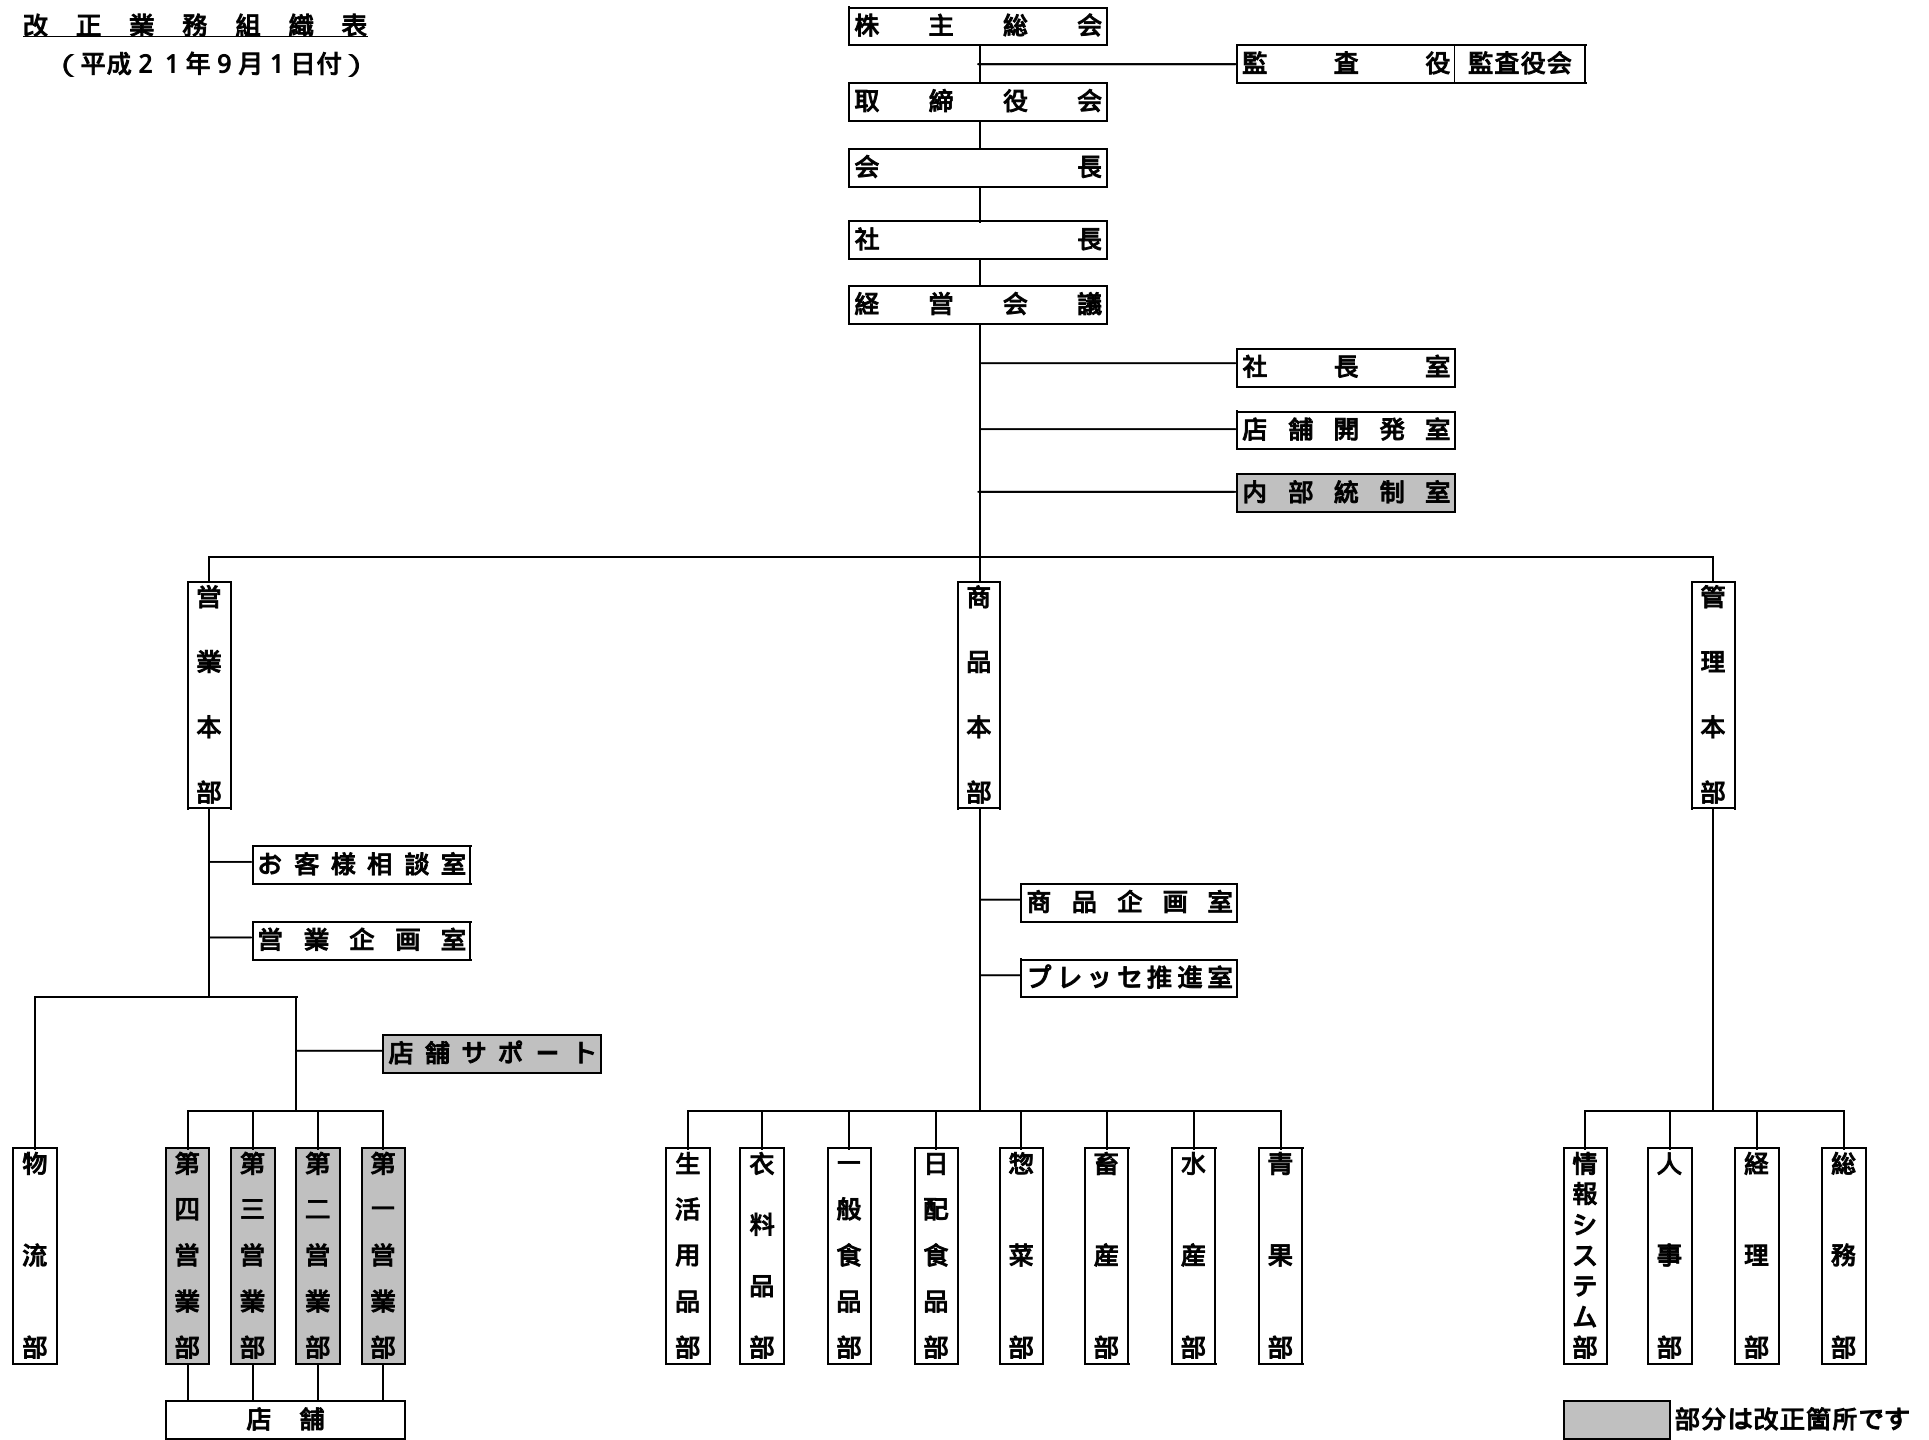 改正業務組織表
（平成２１年９月１日付）
株主総会
監査役 監査役会
取締役会
会長
社長
経営会議
社長室
店舗開発室
内部統制室
営業本部
商品本部
管理本部
お客様相談室
営業企画室
商品企画室
プレッセ推進室
店舗サポート
物流部
第四営業部
第三営業部
第二営業部
第一営業部
生活用品部
衣料品部
一般食品部
日配食品部
惣菜部
畜産部
水産部
青果部
情報システム部
人事部
経理部
総務部
店舗
部分は改正箇所です